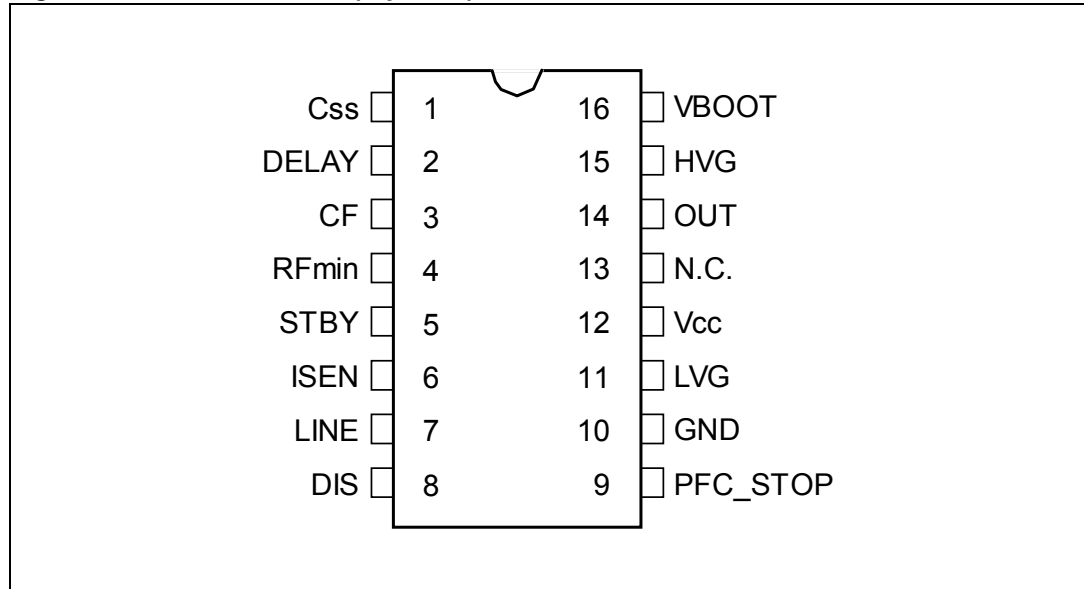 Css 1 16 VBOOT
DELAY 2 15 HVG
CF 3 14 OUT
RFmin 4 13 N.C.
STBY 5 12 Vcc
ISEN 6 11 LVG
LINE 7 10 GND
DIS 8 9 PFC_STOP